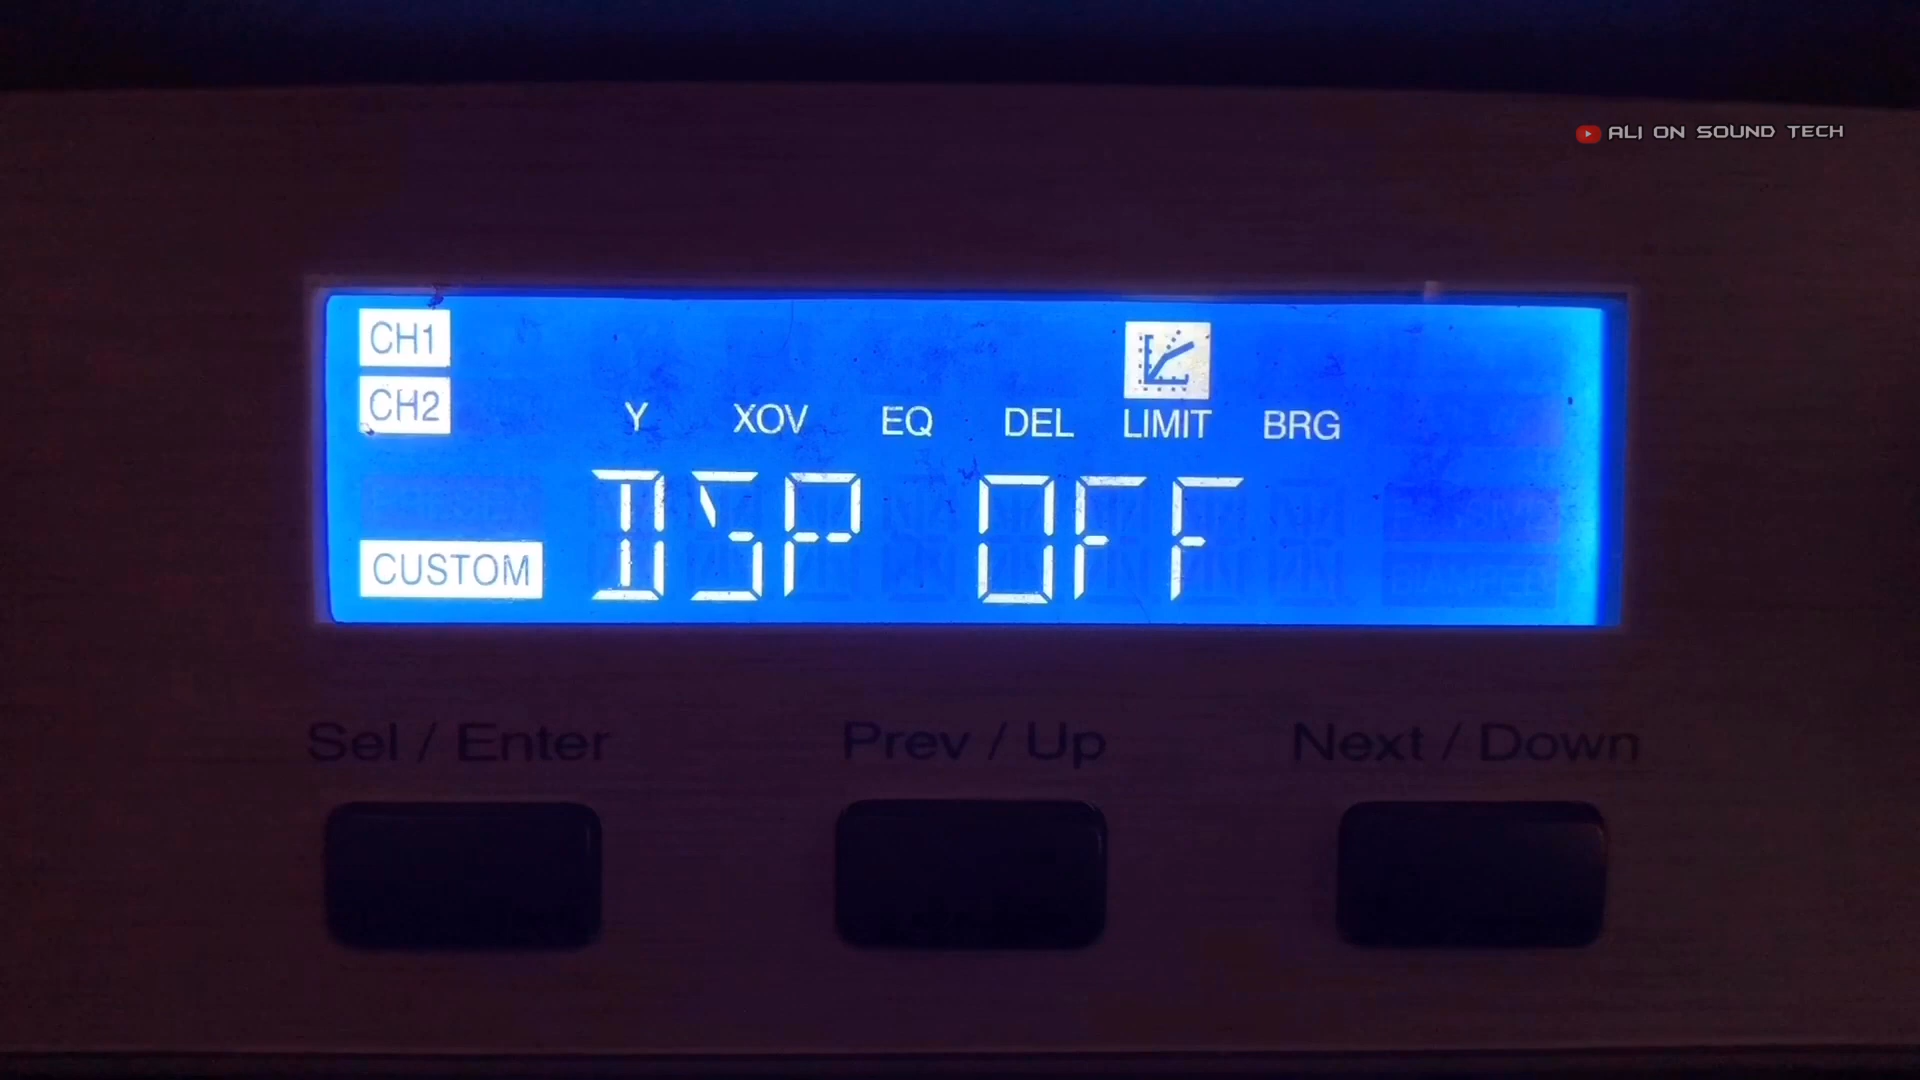 ALI ON SOUND TECH
CH1
CH2
Y XOV EQ DEL LIMIT BRG
DSP OFF
CUSTOM
Sel / Enter Prev / Up Next / Down